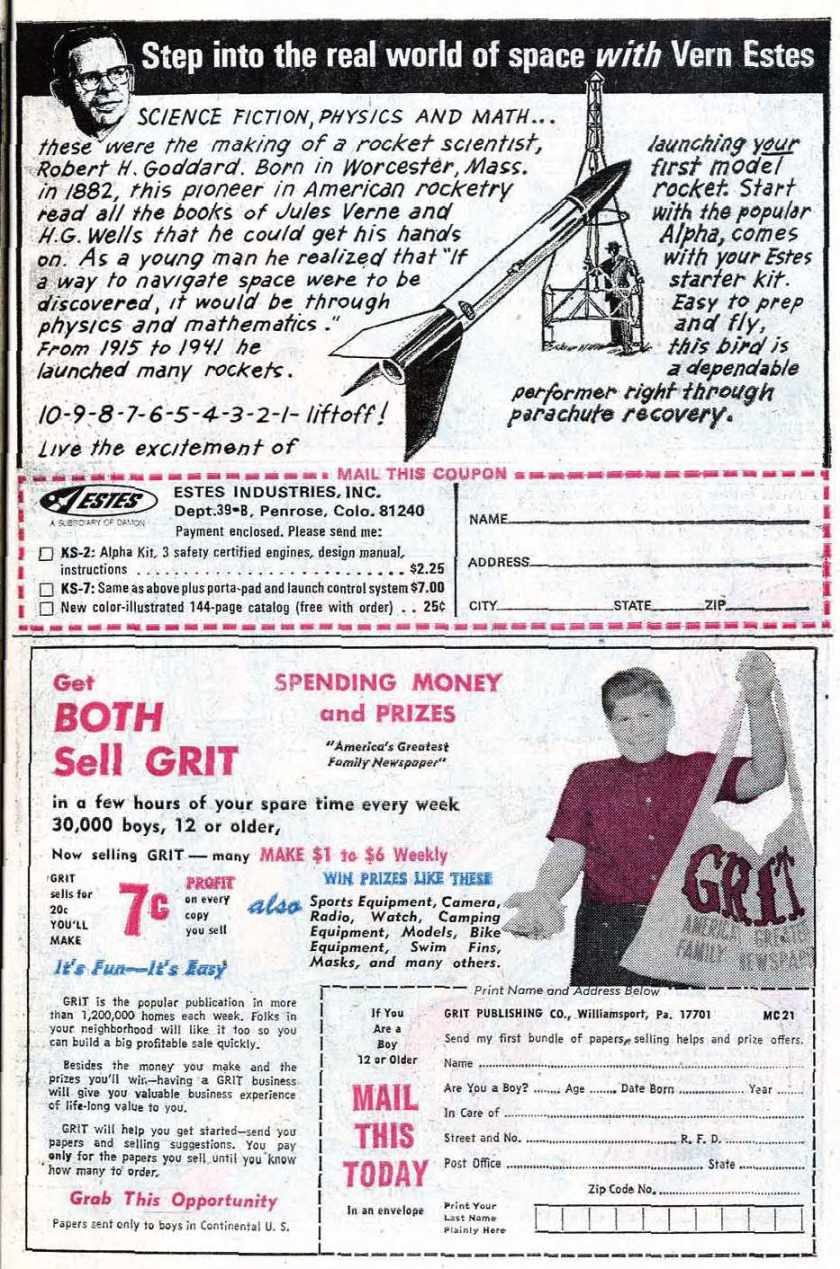 Step into the real world of space with Vern Estes
SCIENCE FICTION, PHYSICS AND MATH...
these were the making of a rocket scientist,
Robert H. Goddard. Born in Worcester, Mass.
in 1882, this pioneer in American rocketry
read all the books of Jules Verne and
H.G. Wells that he could get his hands
on. As a young man he realized that "If
a way to navigate space were to be
discovered, it would be through
physics and mathematics."
From 1915 to 1941 he
launched many rockets.
10-9-8-7-6-5-4-3-2-1- liftoff!
Live the excitement of
launching your
first model
rocket. Start
with the popular
Alpha, comes
with your Estes
starter kit.
Easy to prep
and fly,
this bird is
a dependable
performer right through
parachute recovery.
MAIL THIS COUPON
ESTES
A SUBSIDIARY OF DAMON
ESTES INDUSTRIES, INC.
Dept. 39-B, Penrose, Colo. 81240
Payment enclosed. Please send me:
KS-2: Alpha Kit, 3 safety certified engines, design manual,
instructions . . . . . . . . . . . . . . . . . . . . . . . . . $2.25
KS-7: Same as above plus porta-pad and launch control system $7.00
New color-illustrated 144-page catalog (free with order) . . 25¢
NAME
ADDRESS
CITY STATE ZIP
Get
BOTH
Sell GRIT
SPENDING MONEY
and PRIZES
"America's Greatest
Family Newspaper"
in a few hours of your spare time every week
30,000 boys, 12 or older,
Now selling GRIT — many MAKE $1 to $6 Weekly
GRIT
sells for
20c
YOU'LL
MAKE
7c
PROFIT
on every
copy
you sell
also
WIN PRIZES LIKE THESE
Sports Equipment, Camera,
Radio, Watch, Camping
Equipment, Models, Bike
Equipment, Swim Fins,
Masks, and many others.
It's Fun—It's Easy
GRIT
AMERICA GREATES
FAMILY NEWSPAP
GRIT is the popular publication in more
than 1,200,000 homes each week. Folks in
your neighborhood will like it too so you
can build a big profitable sale quickly.
Besides the money you make and the
prizes you'll win—having a GRIT business
will give you valuable business experience
of life-long value to you.
GRIT will help you get started—send you
papers and selling suggestions. You pay
only for the papers you sell until you know
how many to order.
Grab This Opportunity
Papers sent only to boys in Continental U. S.
If You
Are a
Boy
12 or Older
MAIL
THIS
TODAY
In an envelope
Print Name and Address Below
GRIT PUBLISHING CO., Williamsport, Pa. 17701 MC21
Send my first bundle of papers, selling helps and prize offers.
Name
Are You a Boy? ....... Age ....... Date Born ............... Year .......
In Care of
Street and No. R. F. D.
Post Office State
Zip Code No.
Print Your
Last Name
Plainly Here